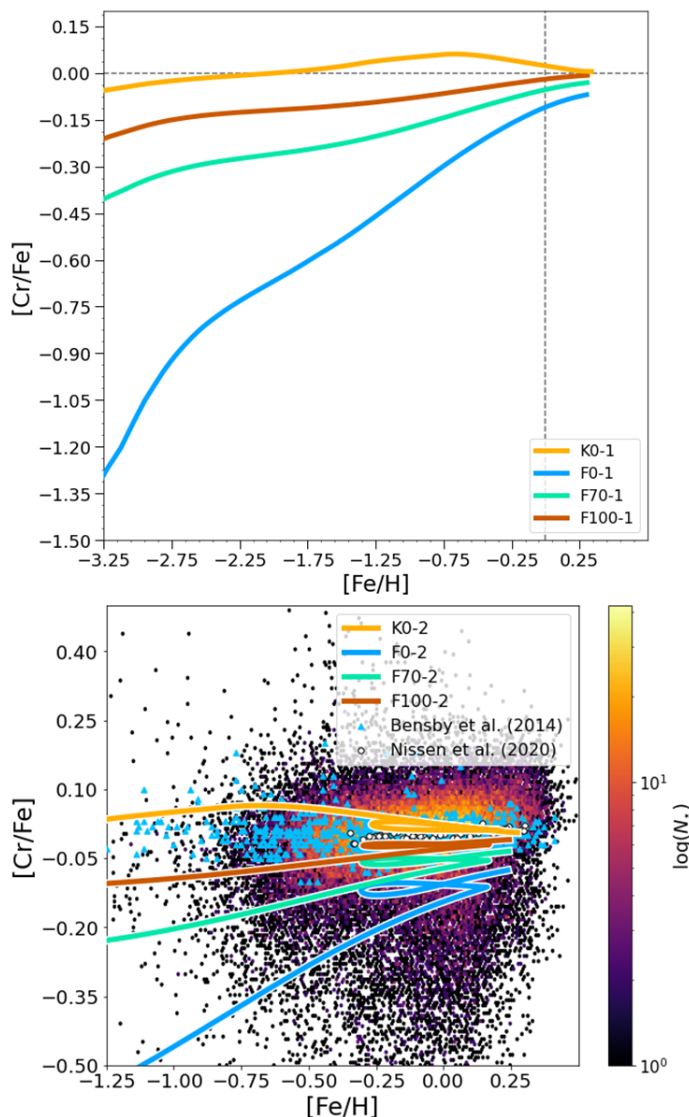 0.15
0.00
−0.15
−0.30
−0.45
−0.60
−0.75
−0.90
−1.05
−1.20
−1.35
−1.50
[Cr/Fe]
K0-1
F0-1
F70-1
F100-1
−3.25 −2.75 −2.25 −1.75 −1.25 −0.75 −0.25 0.25
[Fe/H]
0.40
0.25
0.10
−0.05
−0.20
−0.35
−0.50
[Cr/Fe]
K0-2
F0-2
F70-2
F100-2
Bensby et al. (2014)
Nissen et al. (2020)
−1.25 −1.00 −0.75 −0.50 −0.25 0.00 0.25
[Fe/H]
10¹
10⁰
log(N⋆)